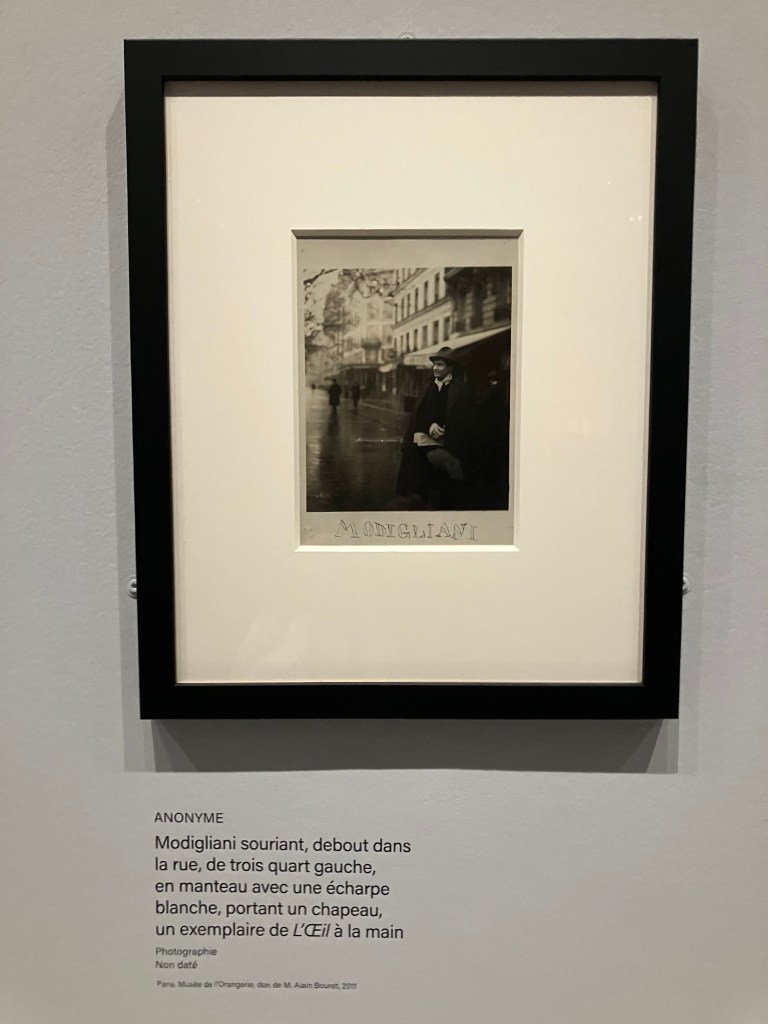 MODIGLIANI
ANONYME
Modigliani souriant, debout dans
la rue, de trois quart gauche,
en manteau avec une écharpe
blanche, portant un chapeau,
un exemplaire de L'Œil à la main
Photographie
Non daté
Paris, Musée de l'Orangerie, don de M. Alain Bouret, 2011